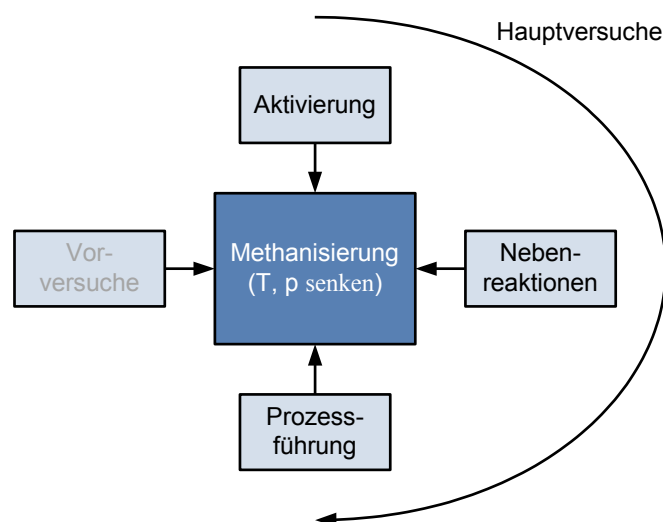 Hauptversuche
Aktivierung
Vor-
versuche
Methanisierung
(T, p senken)
Neben-
reaktionen
Prozess-
führung